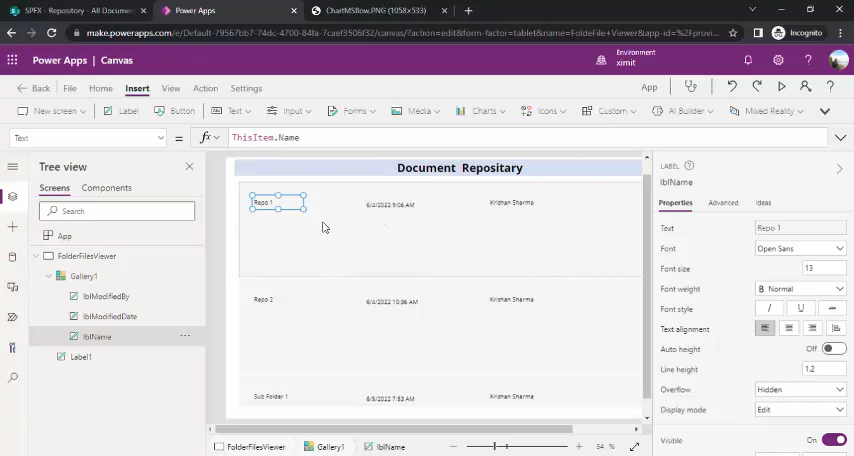 SPFX - Repository - All Documen
Power Apps
ChartMSflow.PNG (1058×533)
make.powerapps.com/e/Default-79567bb7-74dc-4700-84fc-7caef3506f32/canvas/?action=edit&form-factor=tablet&name=FoldeFile+Viewer&app-id=%2Fprovi...
Incognito
Power Apps | Canvas
Environment
ximit
Back File Home Insert View Action Settings
App
New screen Label Button Text Input Forms Media Charts Icons Custom AI Builder Mixed Reality
Text = fx ThisItem.Name
Tree view
Screens Components
Search
App
FolderFilesViewer
Gallery1
lblModifiedBy
lblModifiedDate
lblName ...
Label1
Document Repositary
Repo 1 6/4/2022 9:06 AM Krishan Sharma
Repo 2 6/4/2022 10:36 AM Krishan Sharma
Sub Folder 1 6/5/2022 7:53 AM Krishan Sharma
FolderFilesViewer Gallery1 lblName 54 %
LABEL
lblName
Properties Advanced Ideas
Text Repo 1
Font Open Sans
Font size 13
Font weight B Normal
Font style / U abc
Text alignment
Auto height Off
Line height 1.2
Overflow Hidden
Display mode Edit
Visible On